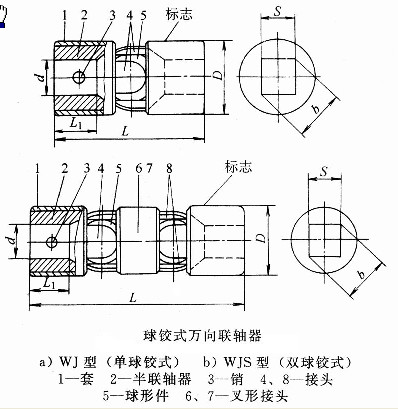 1 2 3 4 5 标志 S
d D b
L₁
L
1 2 3 4 5 6 7 8 标志 S
d D b
L₁
L
球铰式万向联轴器
a) WJ 型 (单球铰式) b) WJS 型 (双球铰式)
1—套 2—半联轴器 3—销 4、8—接头
5—球形件 6、7—叉形接头